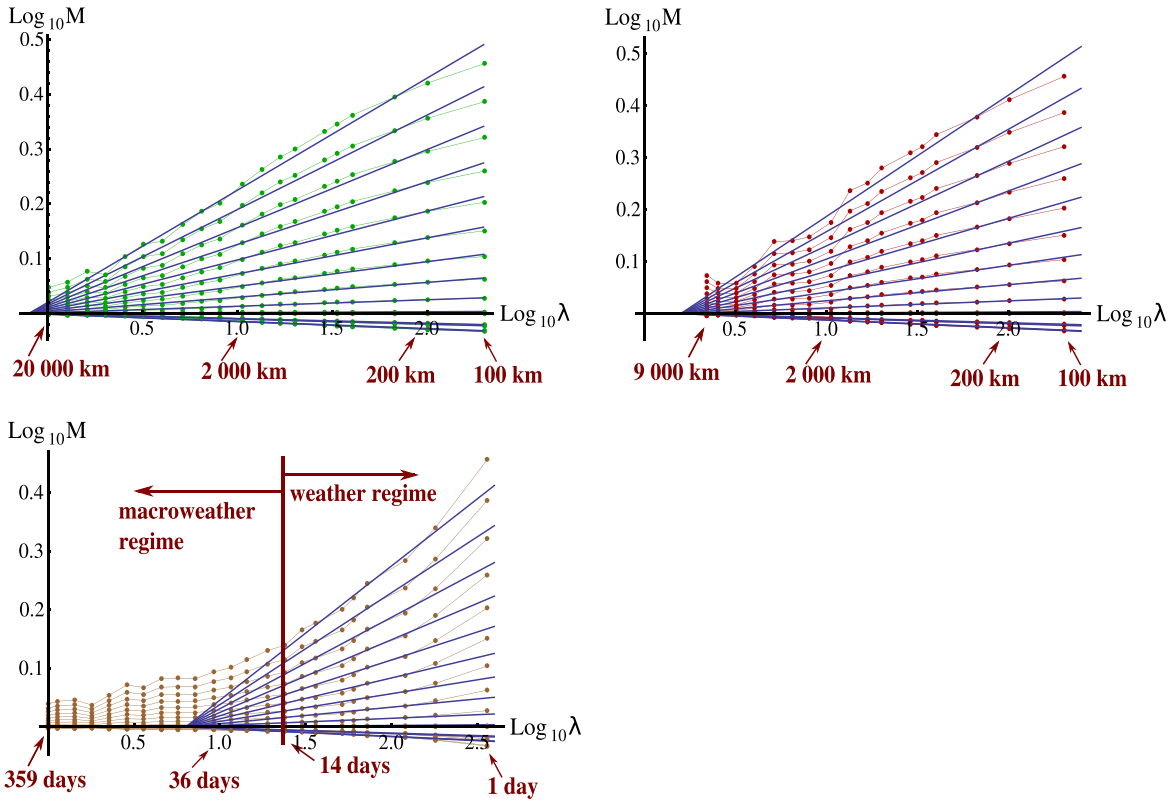 Log₁₀M
0.5
0.4
0.3
0.2
0.1
0.5 1.0 1.5 2.0
Log₁₀λ
20 000 km
2 000 km
200 km
100 km
Log₁₀M
0.5
0.4
0.3
0.2
0.1
0.5 1.0 1.5 2.0
Log₁₀λ
9 000 km
2 000 km
200 km
100 km
Log₁₀M
0.4
0.3
0.2
0.1
macroweather
regime
weather regime
0.5 1.0 1.5 2.0 2.5
Log₁₀λ
359 days
36 days
14 days
1 day